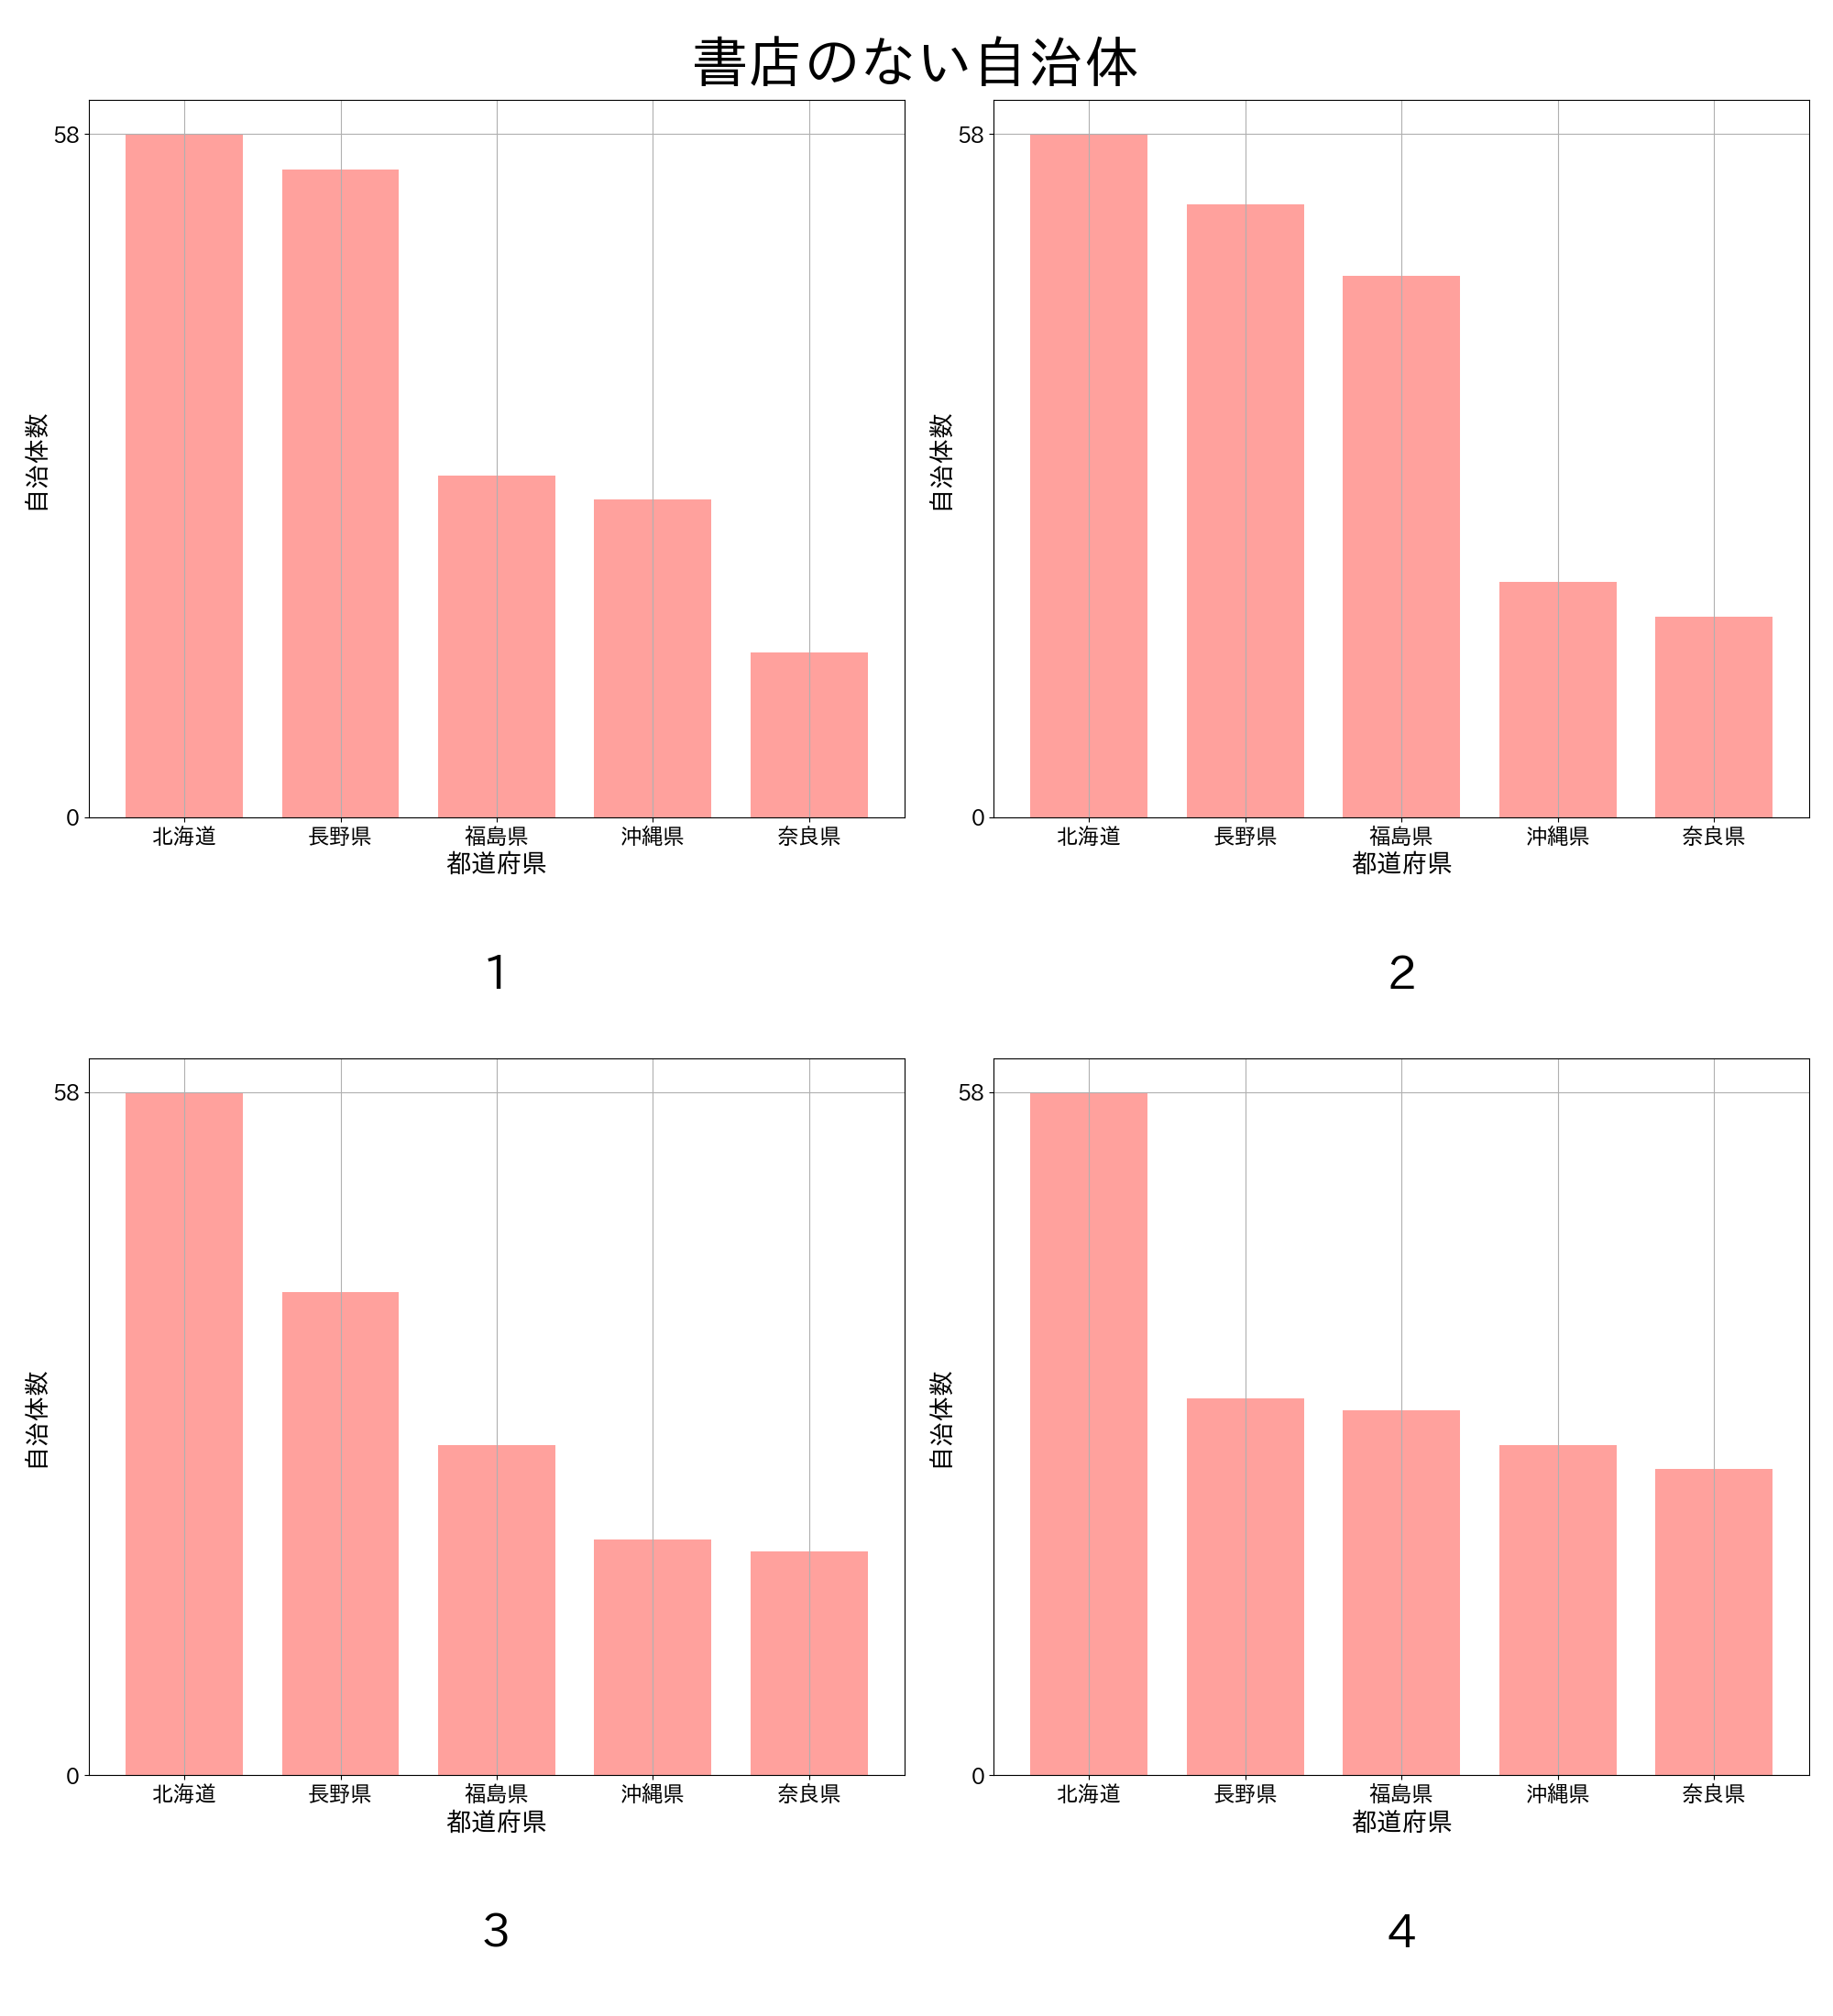 書店のない自治体
58
0
自治体数
北海道 長野県 福島県 沖縄県 奈良県
都道府県
1
58
0
自治体数
北海道 長野県 福島県 沖縄県 奈良県
都道府県
2
58
0
自治体数
北海道 長野県 福島県 沖縄県 奈良県
都道府県
3
58
0
自治体数
北海道 長野県 福島県 沖縄県 奈良県
都道府県
4